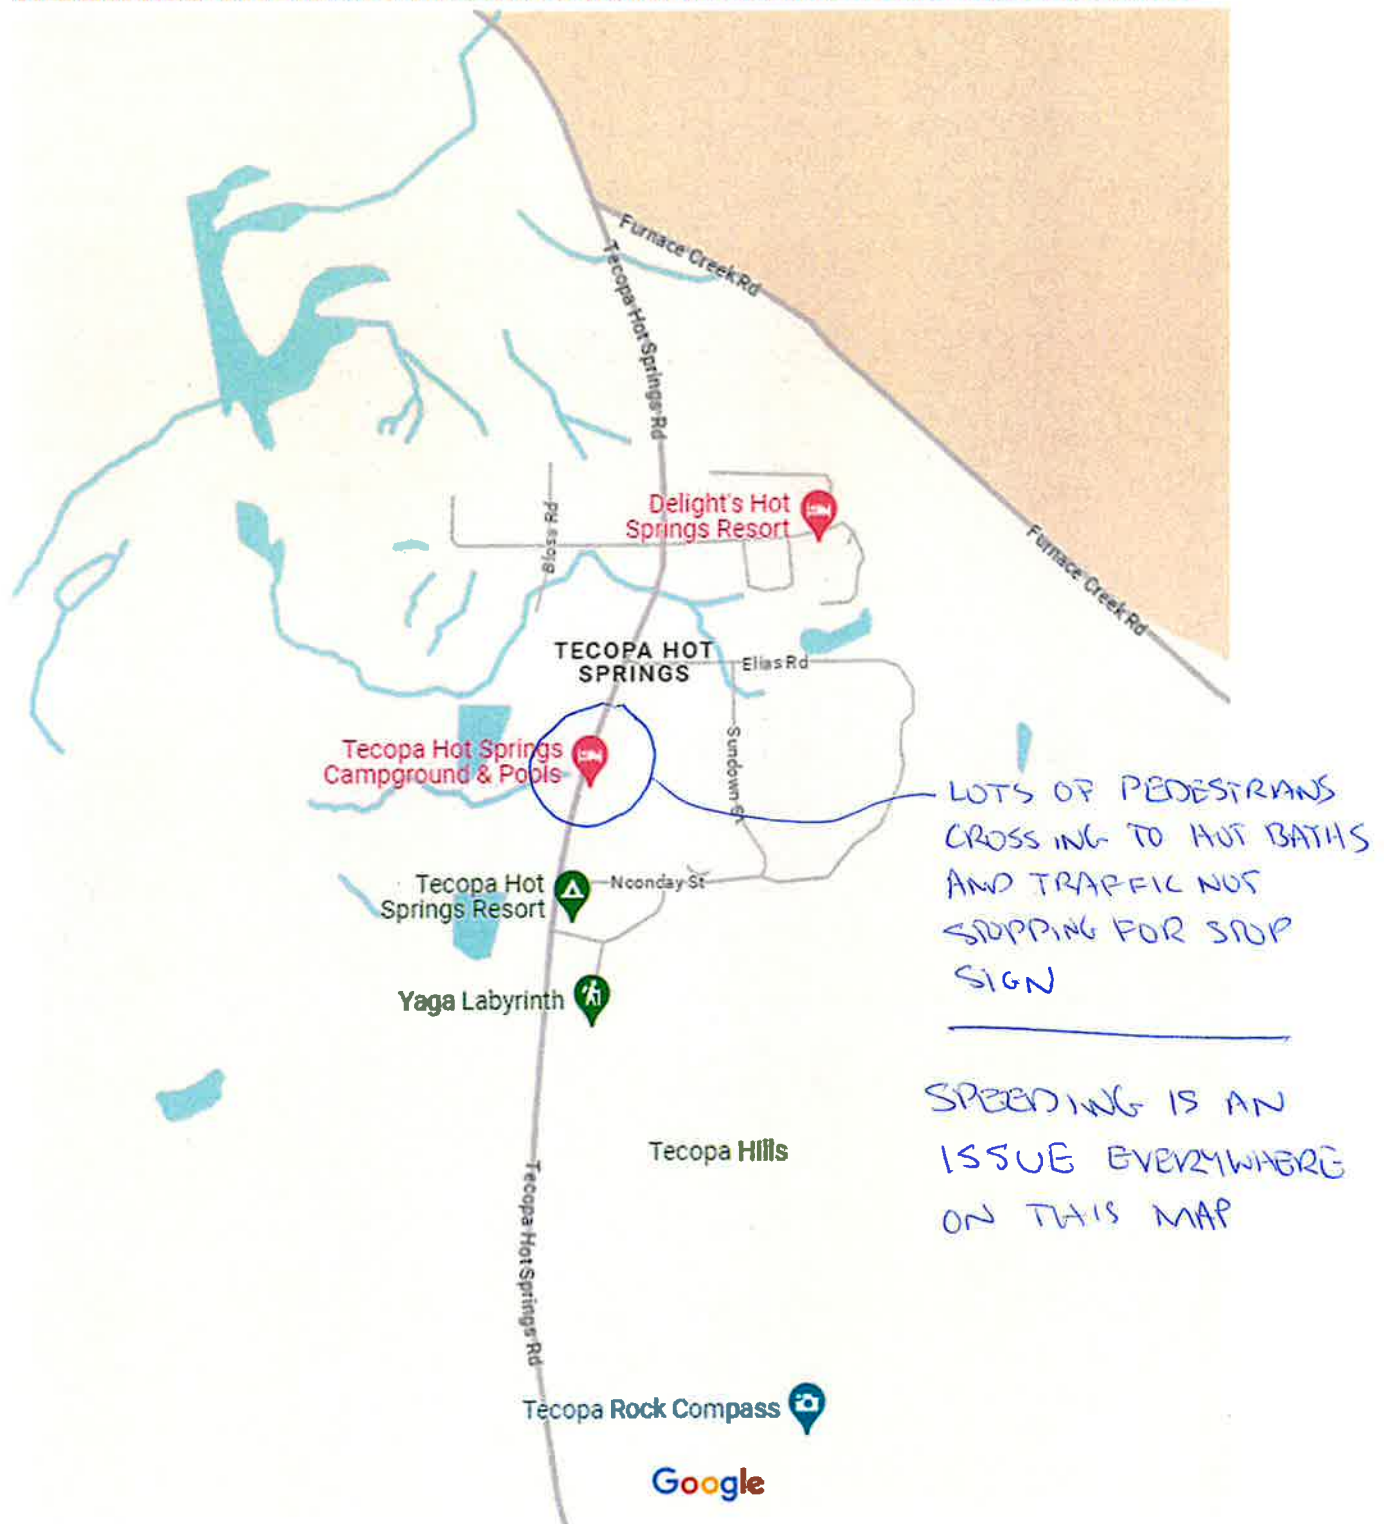 Furnace Creek Rd
Tecopa Hot Springs Rd
Delight's Hot
Springs Resort
Bloss Rd
Furnace Creek Rd
TECOPA HOT
SPRINGS
Elias Rd
Tecopa Hot Springs
Campground & Pools
Sundown St
LOTS OF PEDESTRIANS
CROSSING TO HOT BATHS
AND TRAFFIC NOT
STOPPING FOR STOP
SIGN
Tecopa Hot
Springs Resort
Noonday St
Yaga Labyrinth
SPEEDING IS AN
ISSUE EVERYWHERE
ON THIS MAP
Tecopa Hills
Tecopa Hot Springs Rd
Tecopa Rock Compass
Google